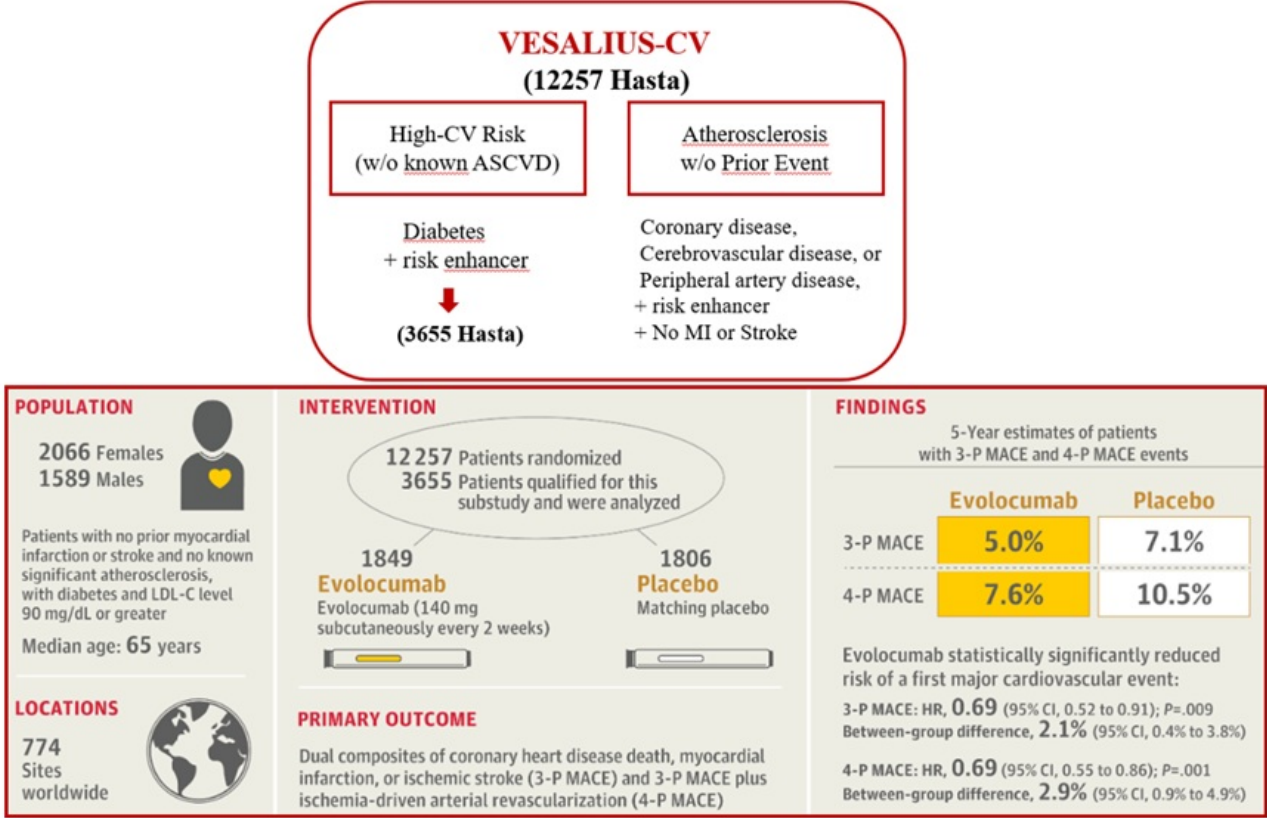 VESALIUS-CV
(12257 Hasta)
High-CV Risk
(w/o known ASCVD)
Diabetes
+ risk enhancer
(3655 Hasta)
Atherosclerosis
w/o Prior Event
Coronary disease,
Cerebrovascular disease, or
Peripheral artery disease,
+ risk enhancer
+ No MI or Stroke
POPULATION
2066 Females
1589 Males
Patients with no prior myocardial
infarction or stroke and no known
significant atherosclerosis,
with diabetes and LDL-C level
90 mg/dL or greater
Median age: 65 years
LOCATIONS
774
Sites
worldwide
INTERVENTION
12 257 Patients randomized
3655 Patients qualified for this
substudy and were analyzed
1849
Evolocumab
Evolocumab (140 mg
subcutaneously every 2 weeks)
1806
Placebo
Matching placebo
PRIMARY OUTCOME
Dual composites of coronary heart disease death, myocardial
infarction, or ischemic stroke (3-P MACE) and 3-P MACE plus
ischemia-driven arterial revascularization (4-P MACE)
FINDINGS
5-Year estimates of patients
with 3-P MACE and 4-P MACE events
Evolocumab Placebo
3-P MACE 5.0% 7.1%
4-P MACE 7.6% 10.5%
Evolocumab statistically significantly reduced
risk of a first major cardiovascular event:
3-P MACE: HR, 0.69 (95% CI, 0.52 to 0.91); P=.009
Between-group difference, 2.1% (95% CI, 0.4% to 3.8%)
4-P MACE: HR, 0.69 (95% CI, 0.55 to 0.86); P=.001
Between-group difference, 2.9% (95% CI, 0.9% to 4.9%)